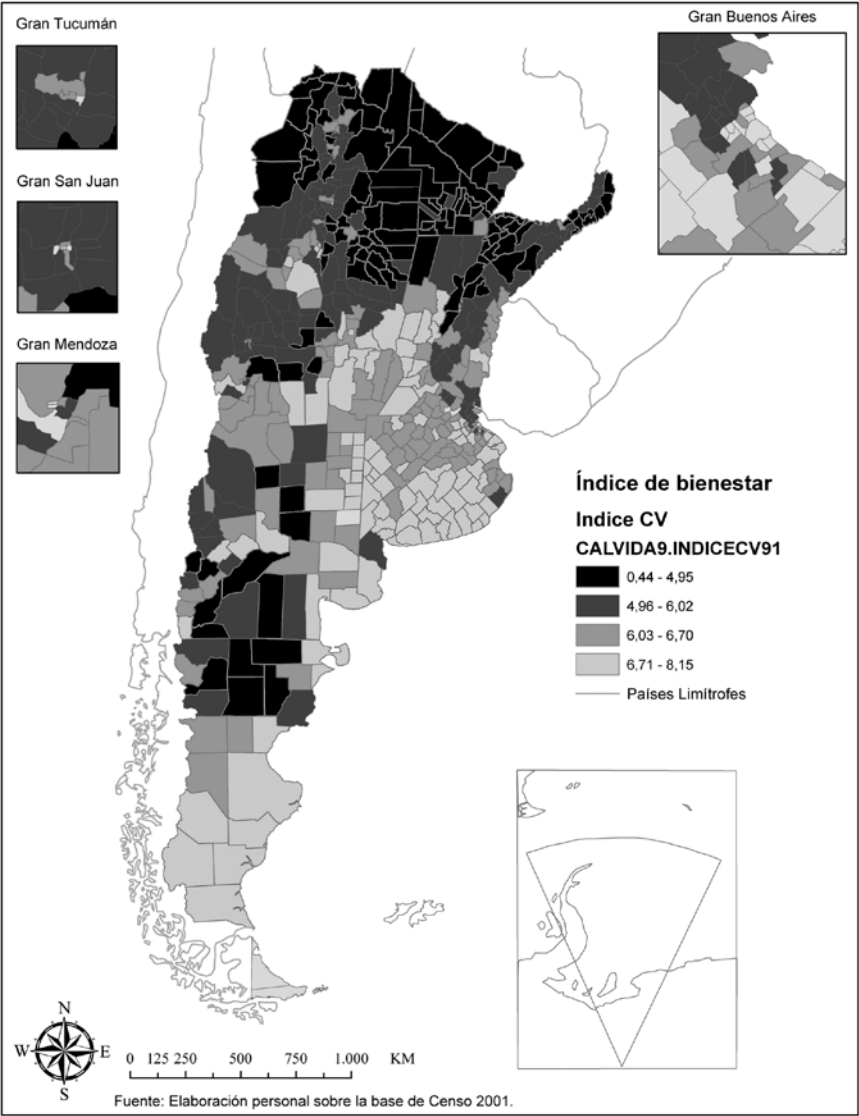 Gran Tucumán
Gran Buenos Aires
Gran San Juan
Gran Mendoza
Índice de bienestar
Indice CV
CALVIDA9.INDICECV91
0,44 - 4,95
4,96 - 6,02
6,03 - 6,70
6,71 - 8,15
Países Limítrofes
N
W
E
S
0 125 250 500 750 1.000 KM
Fuente: Elaboración personal sobre la base de Censo 2001.